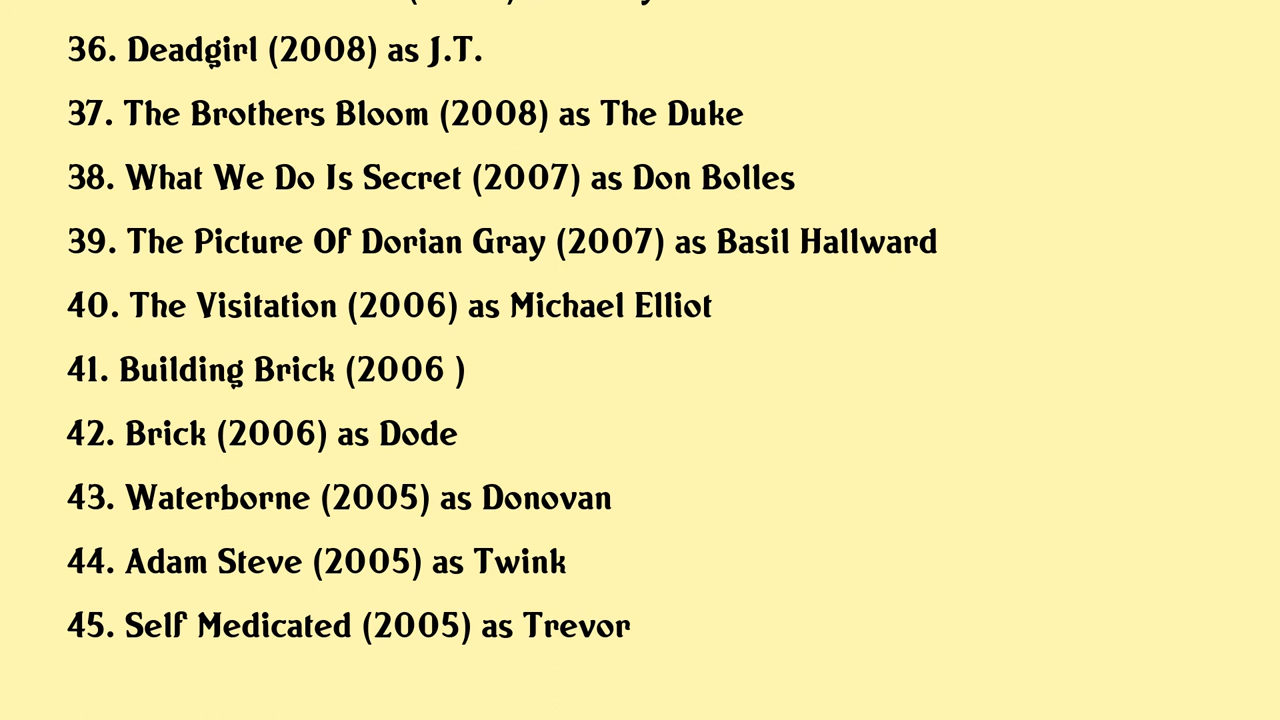 36. Deadgirl (2008) as J.T.
37. The Brothers Bloom (2008) as The Duke
38. What We Do Is Secret (2007) as Don Bolles
39. The Picture Of Dorian Gray (2007) as Basil Hallward
40. The Visitation (2006) as Michael Elliot
41. Building Brick (2006 )
42. Brick (2006) as Dode
43. Waterborne (2005) as Donovan
44. Adam Steve (2005) as Twink
45. Self Medicated (2005) as Trevor